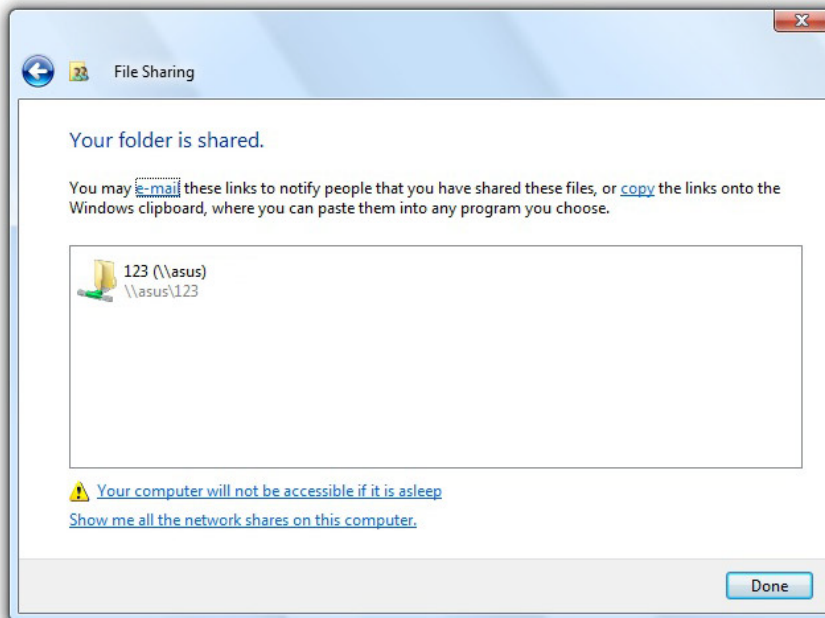 File Sharing
Your folder is shared.
You may e-mail these links to notify people that you have shared these files, or copy the links onto the
Windows clipboard, where you can paste them into any program you choose.
123 (\\asus)
\\asus\123
Your computer will not be accessible if it is asleep
Show me all the network shares on this computer.
Done